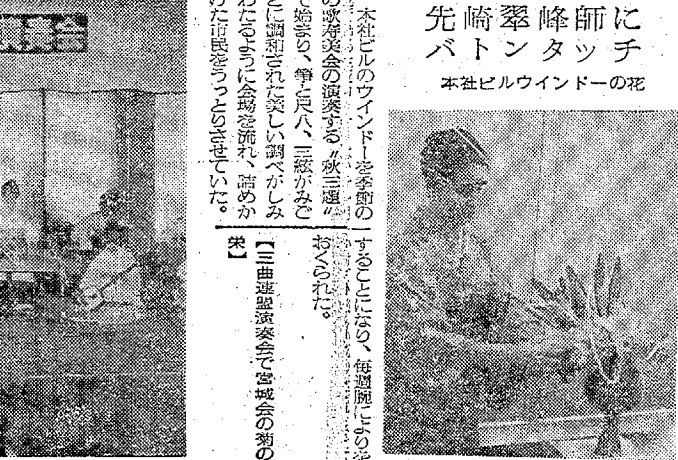 先崎翠峰師に
バトンタッチ
本社ビルウインドーの花
本社ビルのウインドーを季節の
することになり、毎週腕によりを
の歌寿美会の演奏する〃秋三題〃
で始まり、箏と尺八、三絃がみご
とに調和された美しい調べがしみ
わたるように会場を流れ、詰めか
けた市民をうっとりさせていた。
おくられた。
【三曲連盟演奏会で宮城会の菊の
栄】